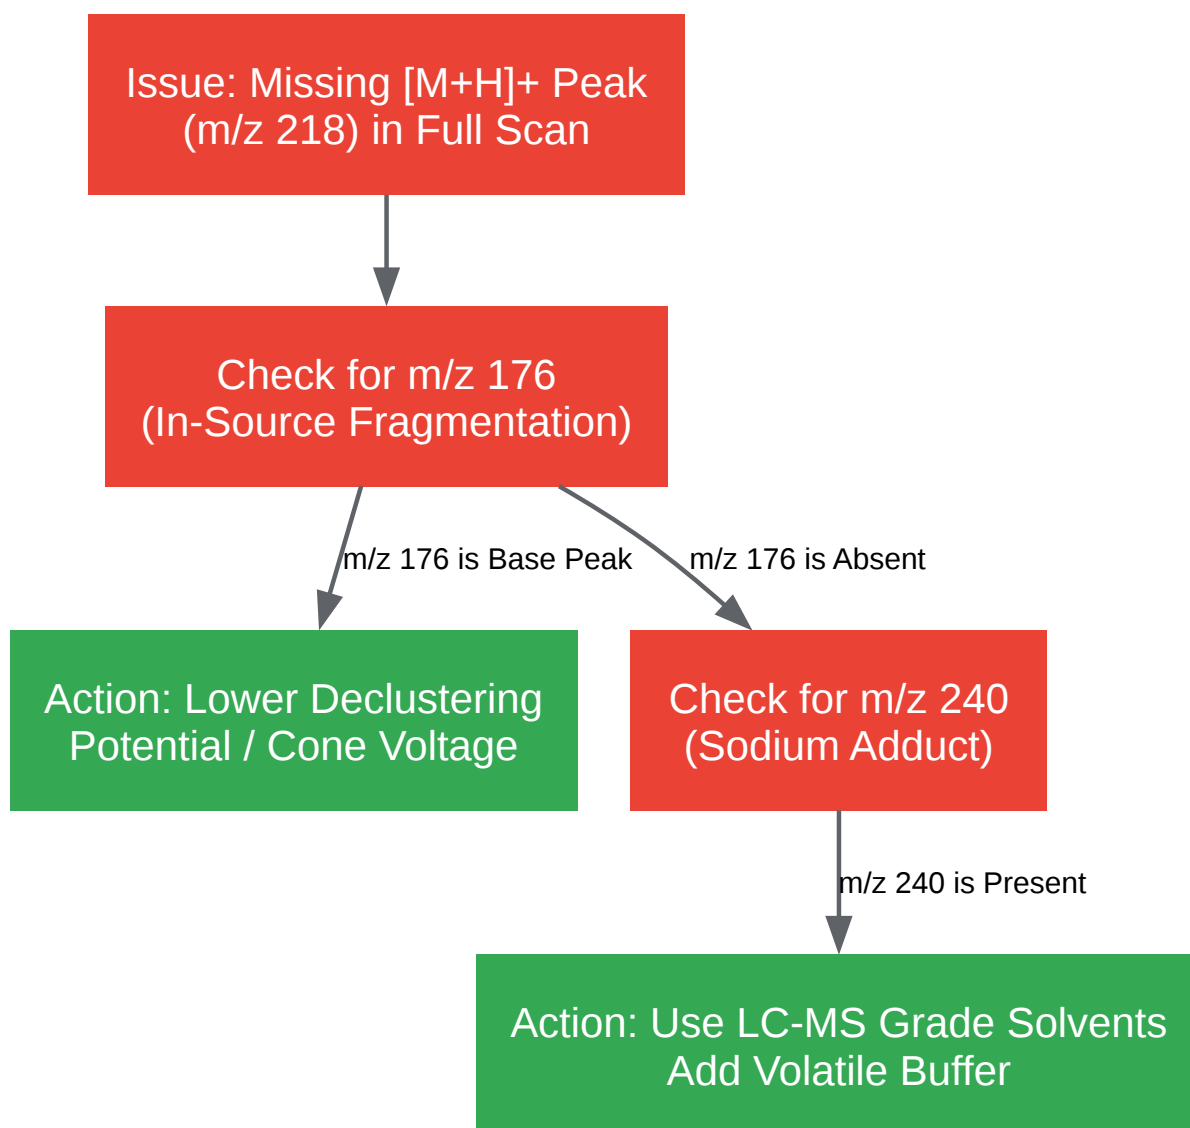 Issue: Missing [M+H]+ Peak
(m/z 218) in Full Scan
Check for m/z 176
(In-Source Fragmentation)
m/z 176 is Base Peak
m/z 176 is Absent
Action: Lower Declustering
Potential / Cone Voltage
Check for m/z 240
(Sodium Adduct)
m/z 240 is Present
Action: Use LC-MS Grade Solvents
Add Volatile Buffer